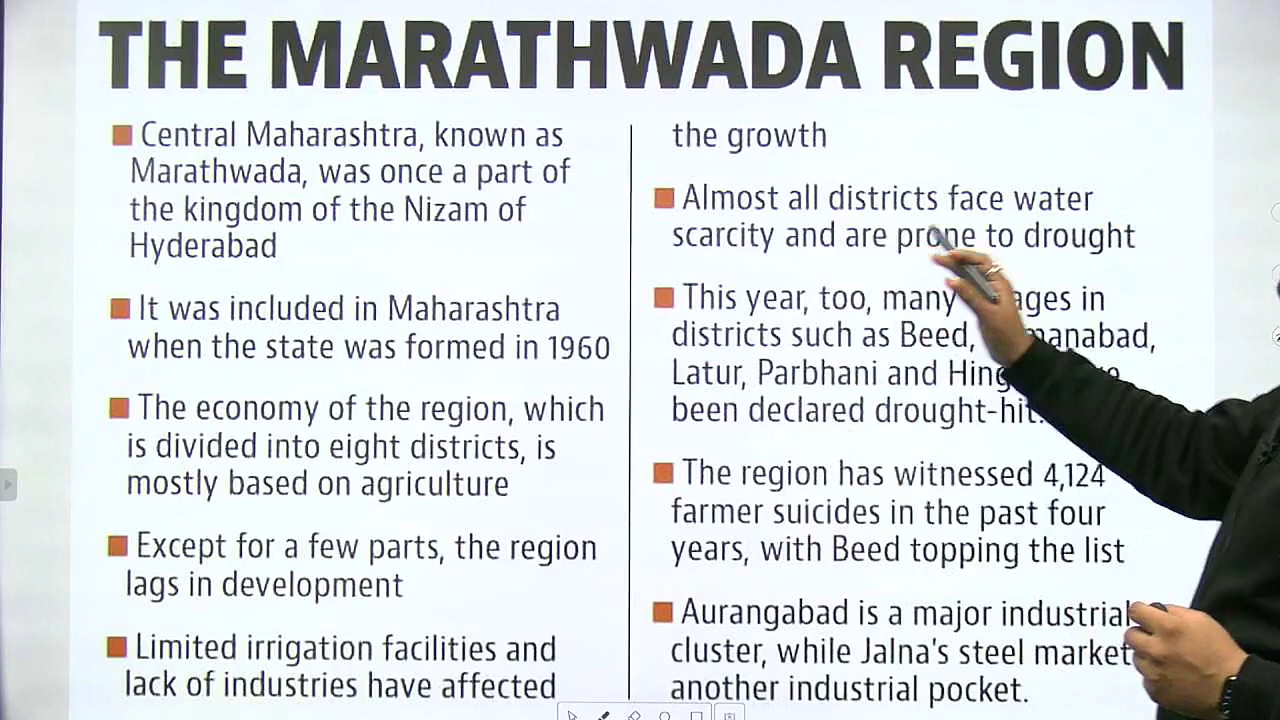 THE MARATHWADA REGION
Central Maharashtra, known as
Marathwada, was once a part of
the kingdom of the Nizam of
Hyderabad
It was included in Maharashtra
when the state was formed in 1960
The economy of the region, which
is divided into eight districts, is
mostly based on agriculture
Except for a few parts, the region
lags in development
Limited irrigation facilities and
lack of industries have affected
the growth
Almost all districts face water
scarcity and are prone to drought
This year, too, many in
districts such as Beed,
Latur, Parbhani and
been declared drought-hit.
The region has witnessed 4,124
farmer suicides in the past four
years, with Beed topping the list
Aurangabad is a major industrial
cluster, while Jalna's steel market
another industrial pocket.